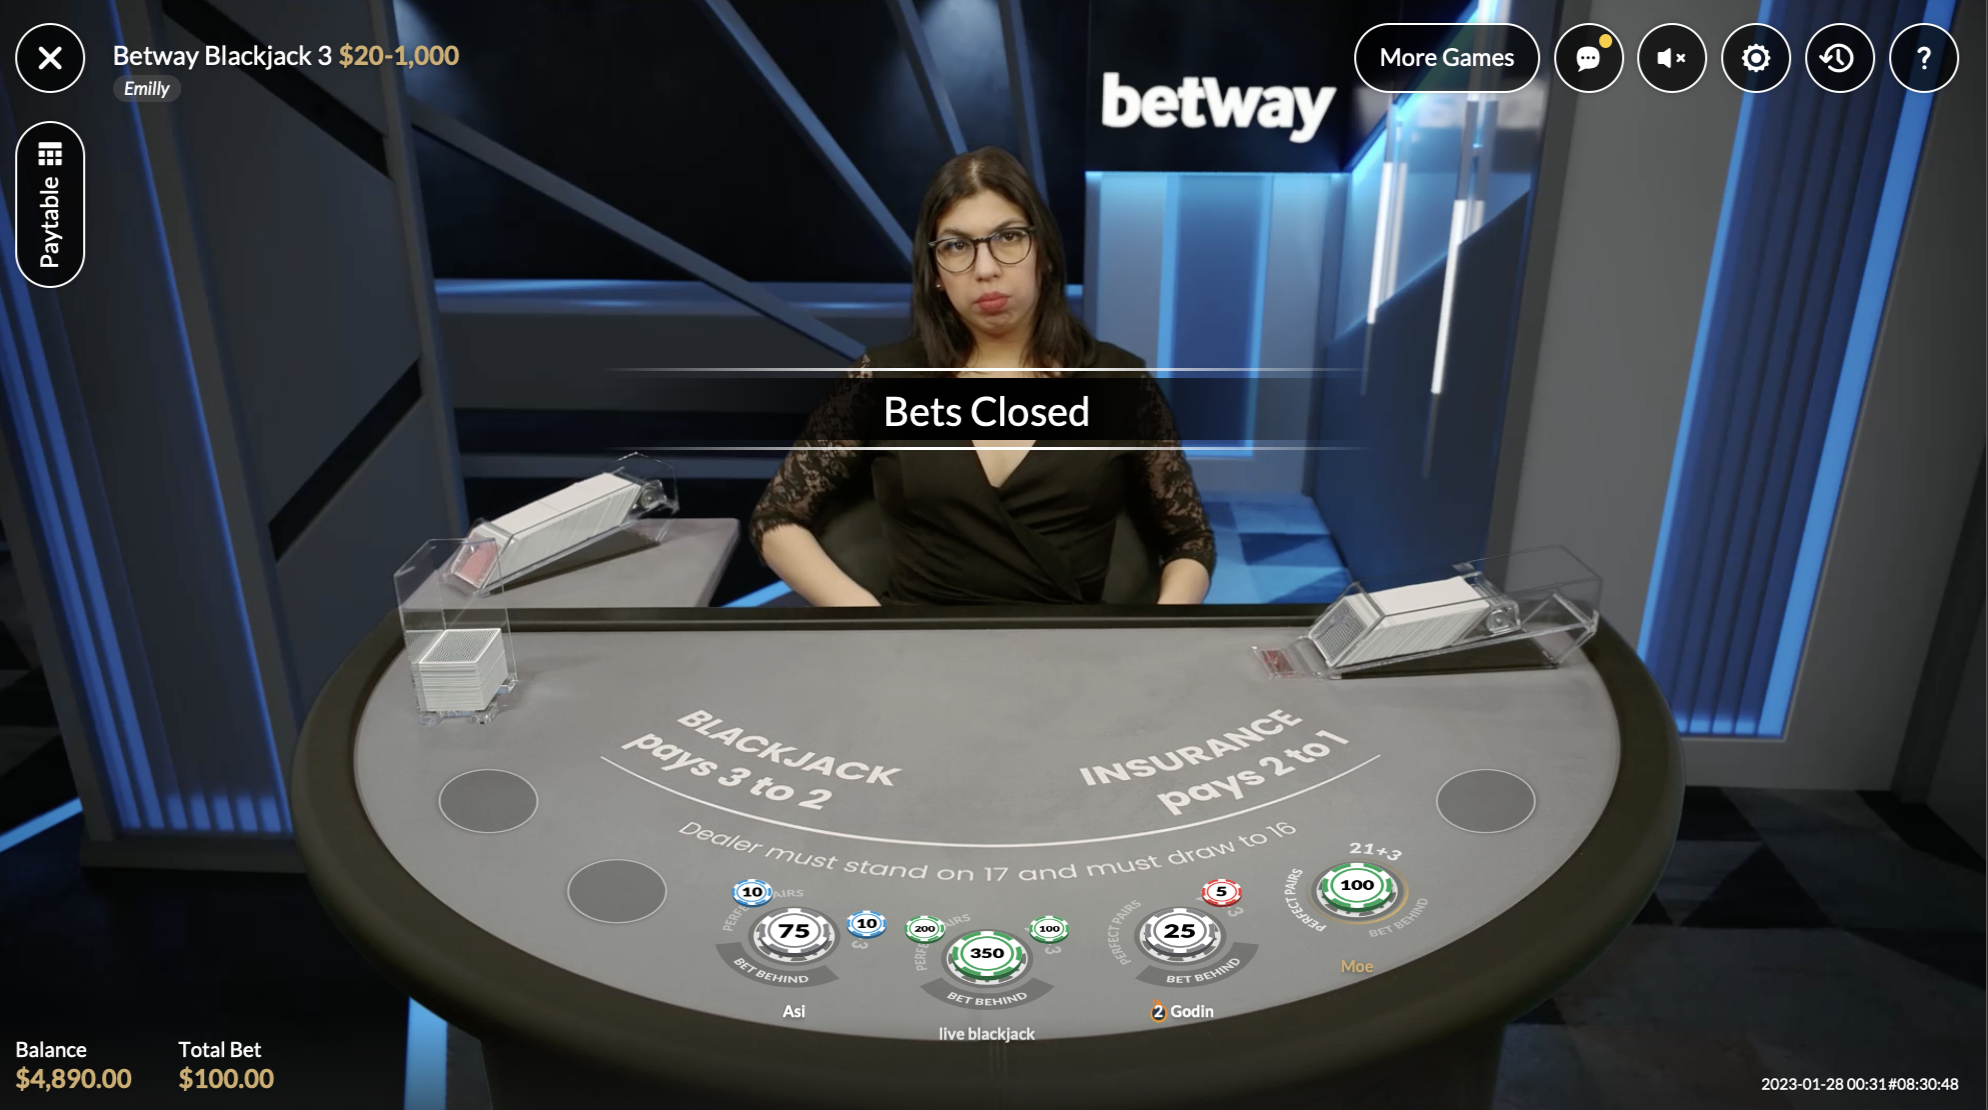 Betway Blackjack 3 $20-1,000
Emilly
More Games
?
Paytable
betway
Bets Closed
BLACKJACK
pays 3 to 2
INSURANCE
pays 2 to 1
Dealer must stand on 17 and must draw to 16
10
75
10
BET BEHIND
Asi
200
350
100
BET BEHIND
live blackjack
PERFECT PAIRS
5
25
BET BEHIND
2 Godin
21+3
PERFECT PAIRS
100
BET BEHIND
Moe
Balance
$4,890.00
Total Bet
$100.00
2023-01-28 00:31#08:30:48